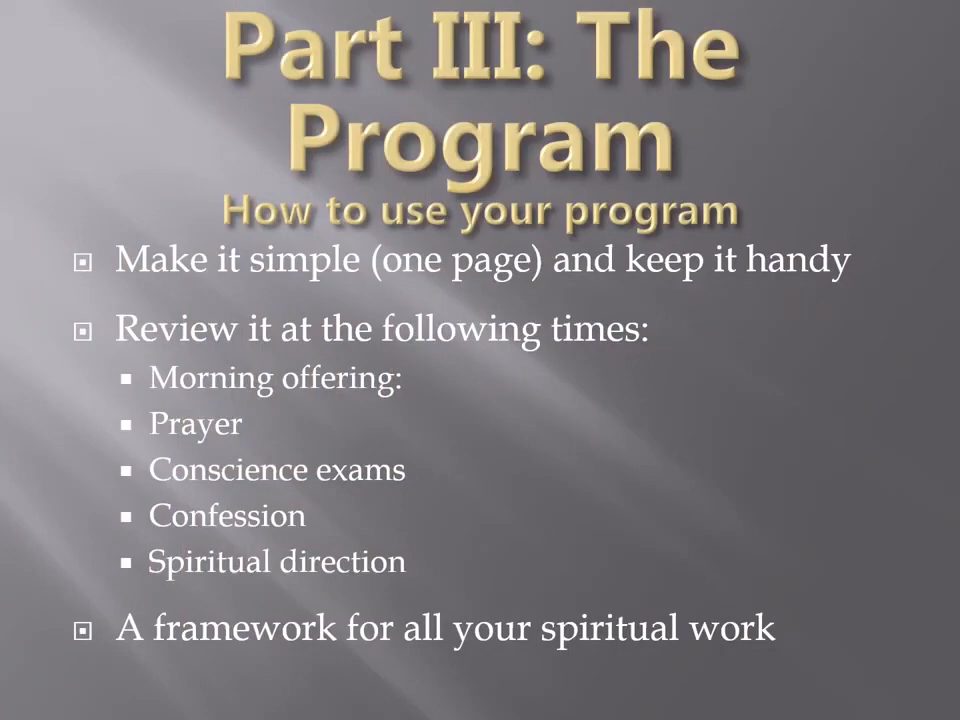 Part III: The
Program
How to use your program
Make it simple (one page) and keep it handy
Review it at the following times:
Morning offering:
Prayer
Conscience exams
Confession
Spiritual direction
A framework for all your spiritual work